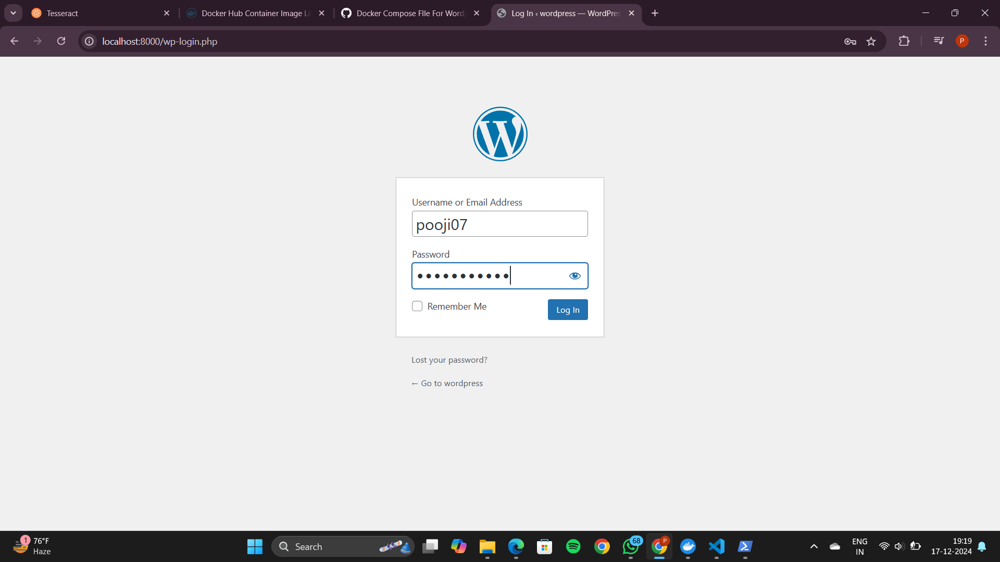 Tesseract
Docker Hub Container Image Li
Docker Compose FIle For Word
Log In ‹ wordpress — WordPres
localhost:8000/wp-login.php
P
Username or Email Address
pooji07
Password
•••••••••••
Remember Me
Log In
Lost your password?
← Go to wordpress
1
76°F
Haze
Search
68
P
ENG
IN
19:19
17-12-2024